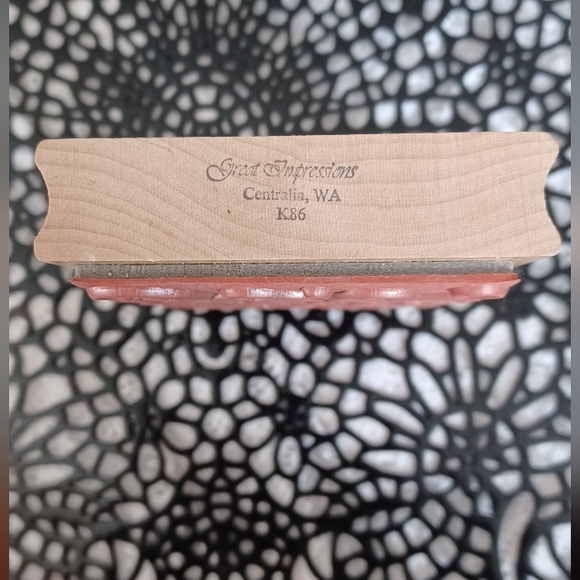 Great Impressions
Centralia, WA
K86